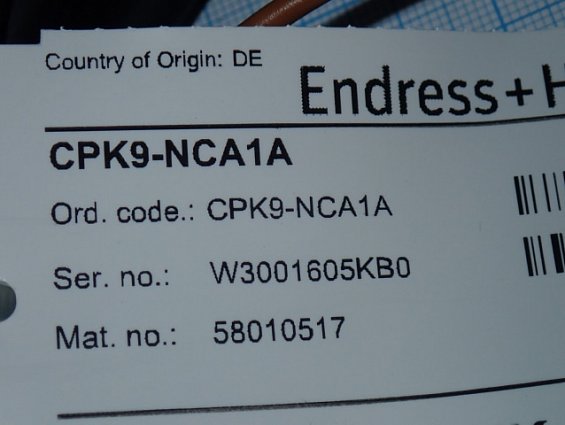 Country of Origin: DE
Endress+H
CPK9-NCA1A
Ord. code.: CPK9-NCA1A
Ser. no.: W3001605KB0
Mat. no.: 58010517